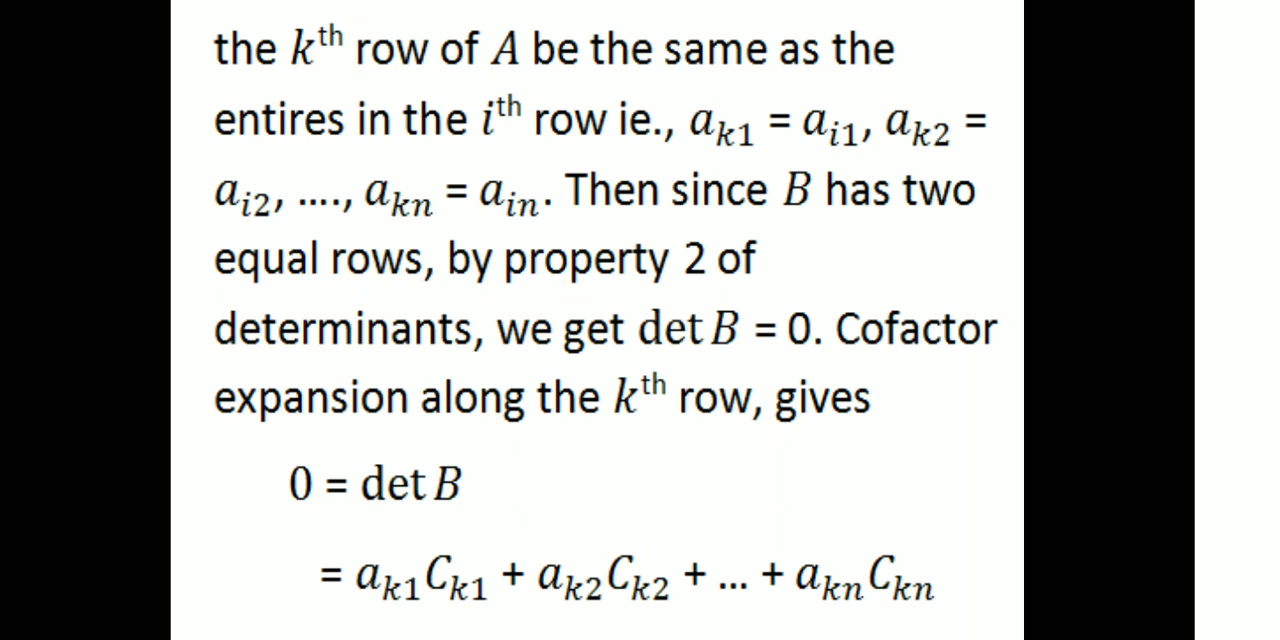 the kᵗʰ row of A be the same as the
entires in the iᵗʰ row ie., aₖ₁ = aᵢ₁, aₖ₂ =
aᵢ₂, ...., aₖₙ = aᵢₙ. Then since B has two
equal rows, by property 2 of
determinants, we get det B = 0. Cofactor
expansion along the kᵗʰ row, gives
0 = det B
= aₖ₁Cₖ₁ + aₖ₂Cₖ₂ + ... + aₖₙCₖₙ